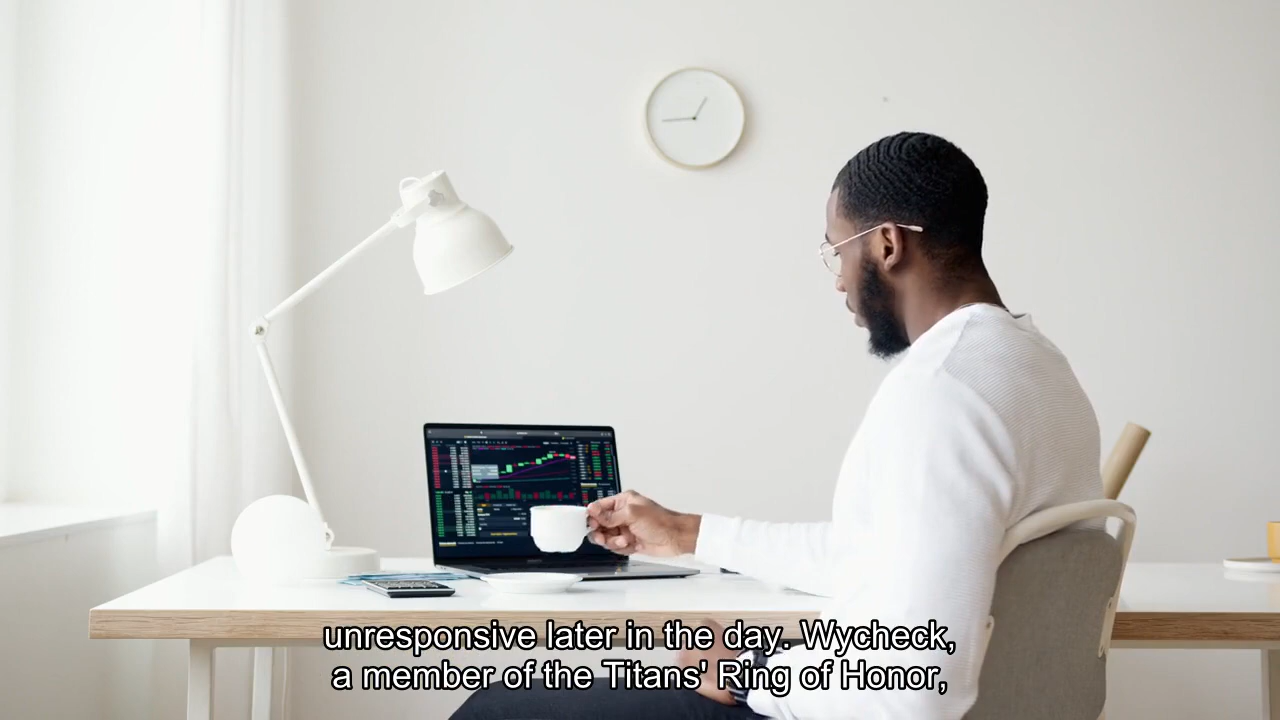 unresponsive later in the day. Wycheck,
a member of the Titans' Ring of Honor,